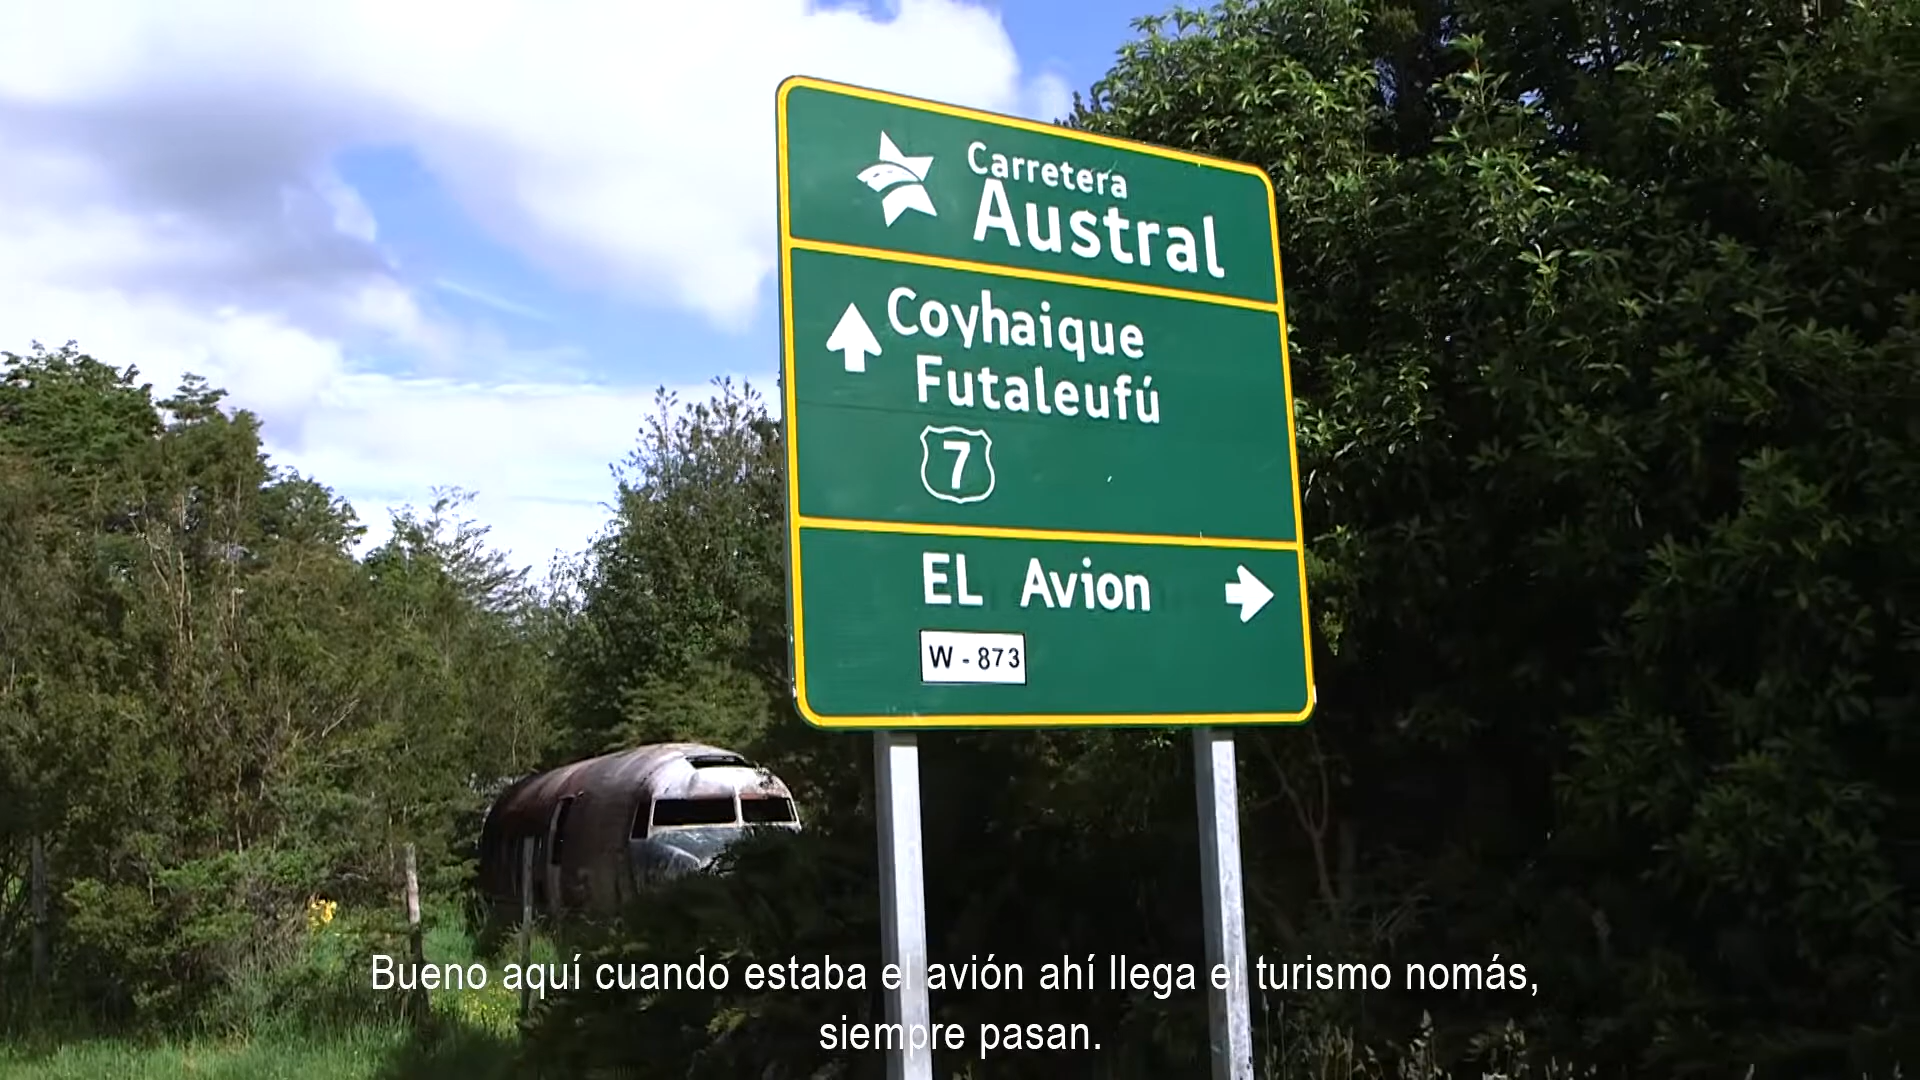 Carretera
Austral
Coyhaique
Futaleufú
7
EL Avion
W - 873
Bueno aquí cuando estaba el avión ahí llega el turismo nomás,
siempre pasan.